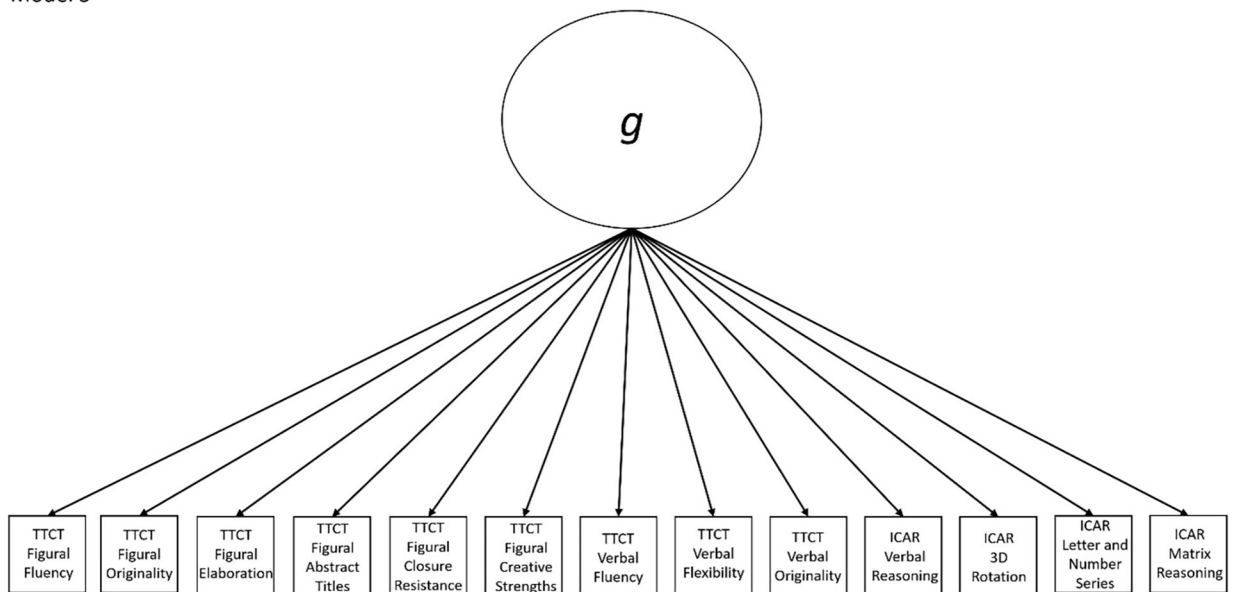 g
TTCT
Figural
Fluency
TTCT
Figural
Originality
TTCT
Figural
Elaboration
TTCT
Figural
Abstract
Titles
TTCT
Figural
Closure
Resistance
TTCT
Figural
Creative
Strengths
TTCT
Verbal
Fluency
TTCT
Verbal
Flexibility
TTCT
Verbal
Originality
ICAR
Verbal
Reasoning
ICAR
3D
Rotation
ICAR
Letter and
Number
Series
ICAR
Matrix
Reasoning